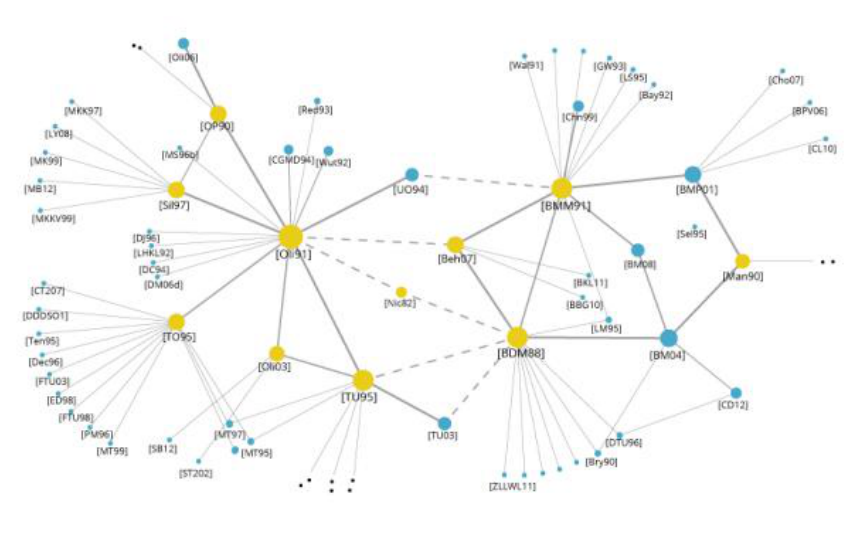 [Oli06]
[Wal91]
[GW93]
[LS95]
[Cho07]
[Bay92]
[MKK97]
[Red93]
[Chn99]
[BPV06]
[OP90]
[LY08]
[CL10]
[MS96b]
[CGMD94]
[Wut92]
[MK99]
[MB12]
[Sil97]
[UO94]
[BMP01]
[BMM91]
[MKKV99]
[Sel95]
[DJ96]
[LHKL92]
[Oli91]
[Beh07]
[BM08]
[DC94]
[Man90]
[DM06d]
[BKL11]
[CT207]
[Nic82]
[BBG10]
[DDDSO1]
[LM95]
[Ten95]
[TO95]
[BDM88]
[BM04]
[Dec96]
[Oli03]
[FTU03]
[TU95]
[ED98]
[CD12]
[FTU98]
[PM96]
[MT97]
[TU03]
[DTU96]
[MT99]
[SB12]
[MT95]
[Bry90]
[ST202]
[ZLLWL11]